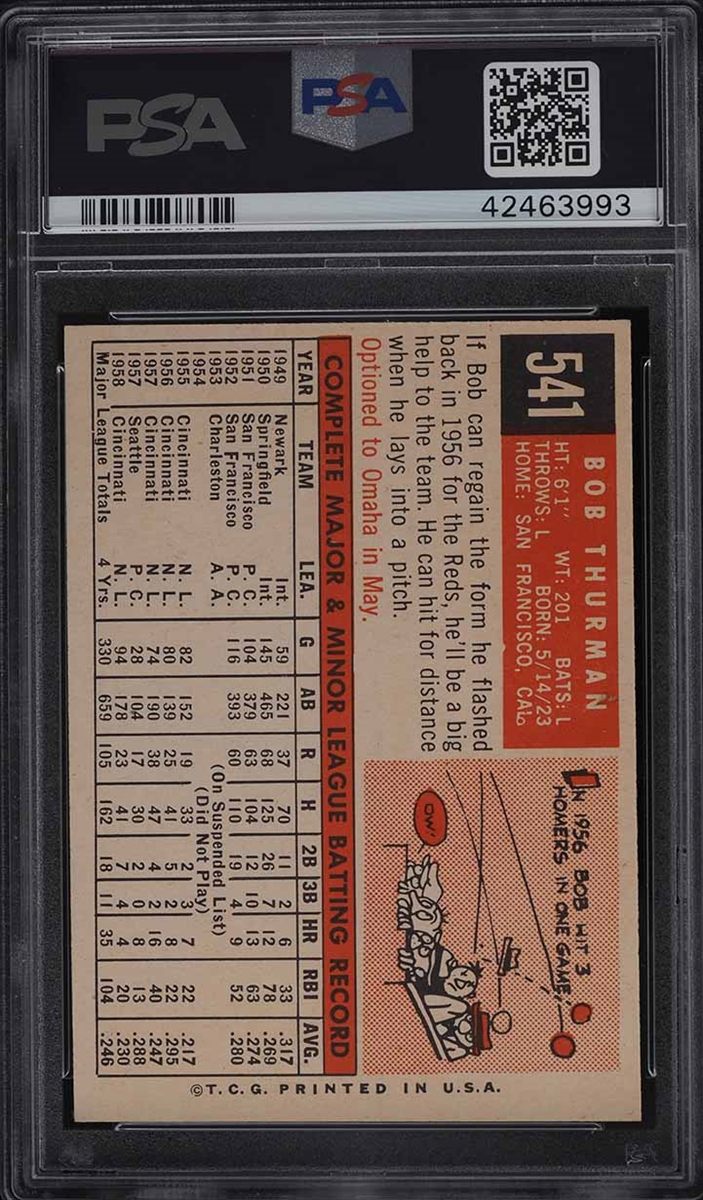 PSA
PSA
42463993
541
BOB THURMAN
HT: 6'1" WT: 201 BATS: L
THROWS: L BORN: 5/14/23
HOME: SAN FRANCISCO, CAL.
If Bob can regain the form he flashed
back in 1956 for the Reds, he'll be a big
help to the team. He can hit for distance
when he lays into a pitch.
Optioned to Omaha in May.
IN 1956 BOB HIT 3
HOMERS IN ONE GAME!
OW!
COMPLETE MAJOR & MINOR LEAGUE BATTING RECORD
YEAR TEAM LEA. G AB R H 2B 3B HR RBI AVG.
1949 Newark Int. 59 221 37 70 11 2 6 33 .317
1950 Springfield Int. 145 465 68 125 26 7 12 78 .269
1951 San Francisco P. C. 104 379 63 104 12 10 13 63 .274
1952 San Francisco P. C. 116 393 60 110 19 4 9 52 .280
1953 Charleston A. A. (On Suspended List)
1954 (Did Not Play)
1955 Cincinnati N. L. 82 152 19 33 2 3 7 22 .217
1956 Cincinnati N. L. 80 139 25 41 5 2 8 22 .295
1957 Cincinnati N. L. 74 190 38 47 4 2 16 40 .247
1957 Seattle P. C. 28 104 17 30 2 0 8 13 .288
1958 Cincinnati N. L. 94 178 23 41 7 4 4 20 .230
Major League Totals 4 Yrs. 330 659 105 162 18 11 35 104 .246
©T.C.G. PRINTED IN U.S.A.